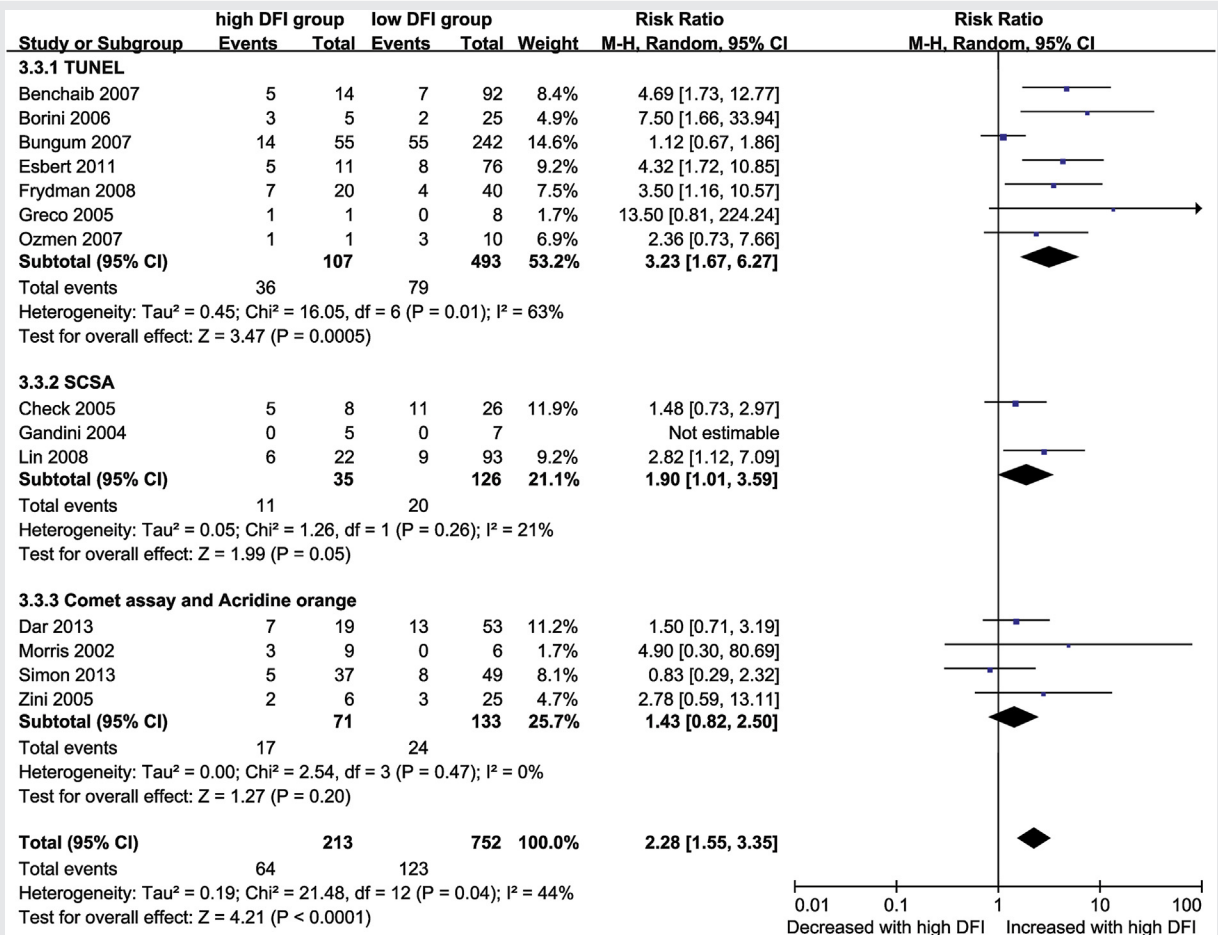 high DFI group low DFI group Risk Ratio Risk Ratio
Study or Subgroup Events Total Events Total Weight M-H, Random, 95% CI M-H, Random, 95% CI
3.3.1 TUNEL
Benchaib 2007 5 14 7 92 8.4% 4.69 [1.73, 12.77]
Borini 2006 3 5 2 25 4.9% 7.50 [1.66, 33.94]
Bungum 2007 14 55 55 242 14.6% 1.12 [0.67, 1.86]
Esbert 2011 5 11 8 76 9.2% 4.32 [1.72, 10.85]
Frydman 2008 7 20 4 40 7.5% 3.50 [1.16, 10.57]
Greco 2005 1 1 0 8 1.7% 13.50 [0.81, 224.24]
Ozmen 2007 1 1 3 10 6.9% 2.36 [0.73, 7.66]
Subtotal (95% CI) 107 493 53.2% 3.23 [1.67, 6.27]
Total events 36 79
Heterogeneity: Tau² = 0.45; Chi² = 16.05, df = 6 (P = 0.01); I² = 63%
Test for overall effect: Z = 3.47 (P = 0.0005)
3.3.2 SCSA
Check 2005 5 8 11 26 11.9% 1.48 [0.73, 2.97]
Gandini 2004 0 5 0 7 Not estimable
Lin 2008 6 22 9 93 9.2% 2.82 [1.12, 7.09]
Subtotal (95% CI) 35 126 21.1% 1.90 [1.01, 3.59]
Total events 11 20
Heterogeneity: Tau² = 0.05; Chi² = 1.26, df = 1 (P = 0.26); I² = 21%
Test for overall effect: Z = 1.99 (P = 0.05)
3.3.3 Comet assay and Acridine orange
Dar 2013 7 19 13 53 11.2% 1.50 [0.71, 3.19]
Morris 2002 3 9 0 6 1.7% 4.90 [0.30, 80.69]
Simon 2013 5 37 8 49 8.1% 0.83 [0.29, 2.32]
Zini 2005 2 6 3 25 4.7% 2.78 [0.59, 13.11]
Subtotal (95% CI) 71 133 25.7% 1.43 [0.82, 2.50]
Total events 17 24
Heterogeneity: Tau² = 0.00; Chi² = 2.54, df = 3 (P = 0.47); I² = 0%
Test for overall effect: Z = 1.27 (P = 0.20)
Total (95% CI) 213 752 100.0% 2.28 [1.55, 3.35]
Total events 64 123
Heterogeneity: Tau² = 0.19; Chi² = 21.48, df = 12 (P = 0.04); I² = 44%
Test for overall effect: Z = 4.21 (P < 0.0001)
0.01 0.1 1 10 100
Decreased with high DFI Increased with high DFI